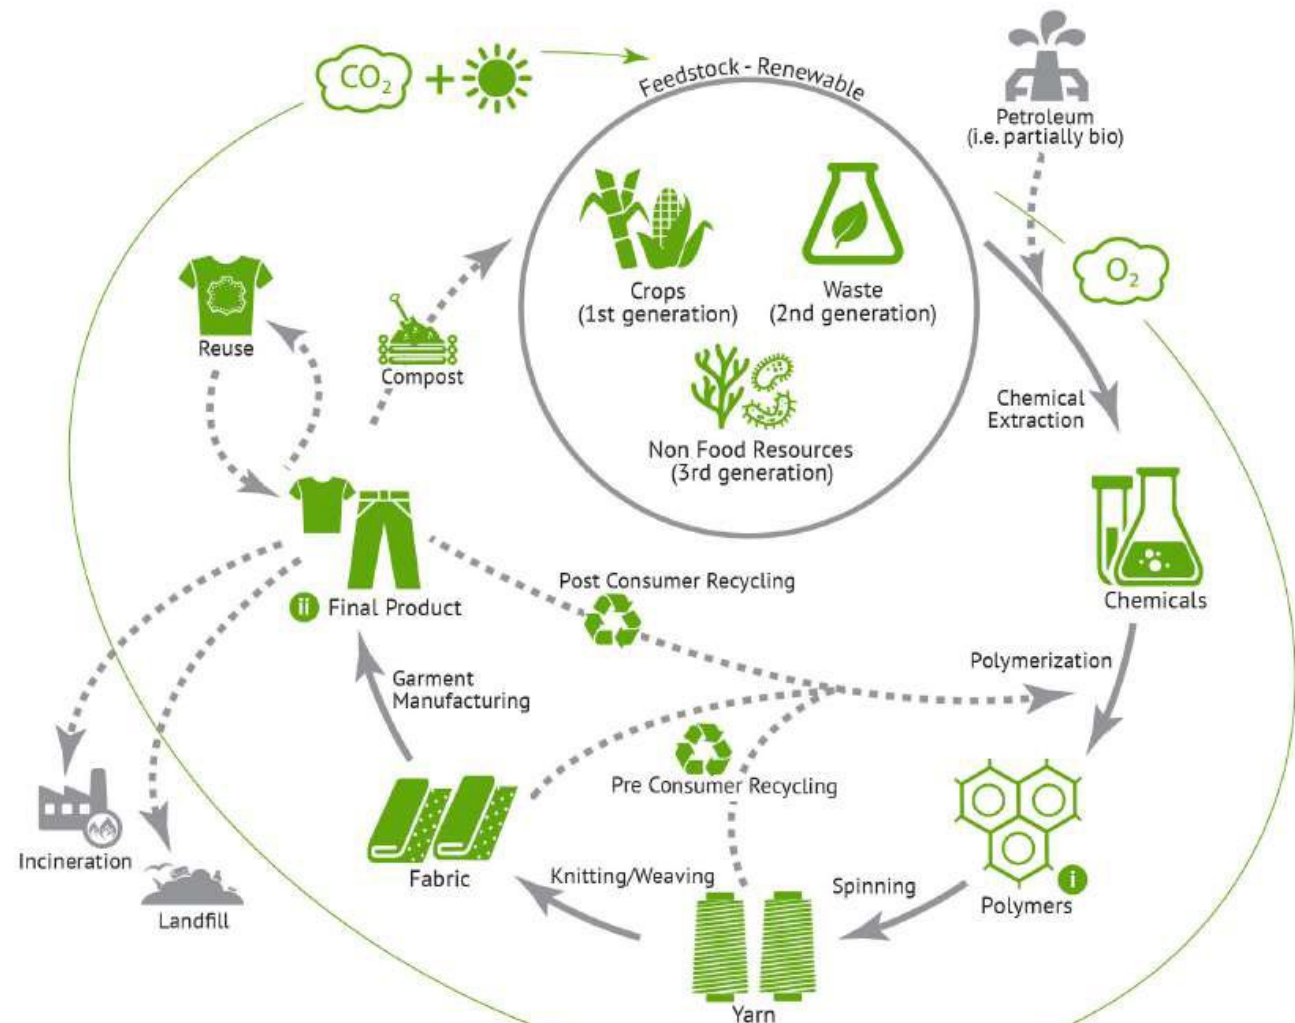 CO₂
+
Feedstock - Renewable
Petroleum
(i.e. partially bio)
O₂
Crops
(1st generation)
Waste
(2nd generation)
Non Food Resources
(3rd generation)
Reuse
Compost
Chemical
Extraction
Chemicals
Post Consumer Recycling
ii Final Product
Polymerization
Garment
Manufacturing
Pre Consumer Recycling
Incineration
Landfill
Fabric
Knitting/Weaving
Spinning
i
Polymers
Yarn